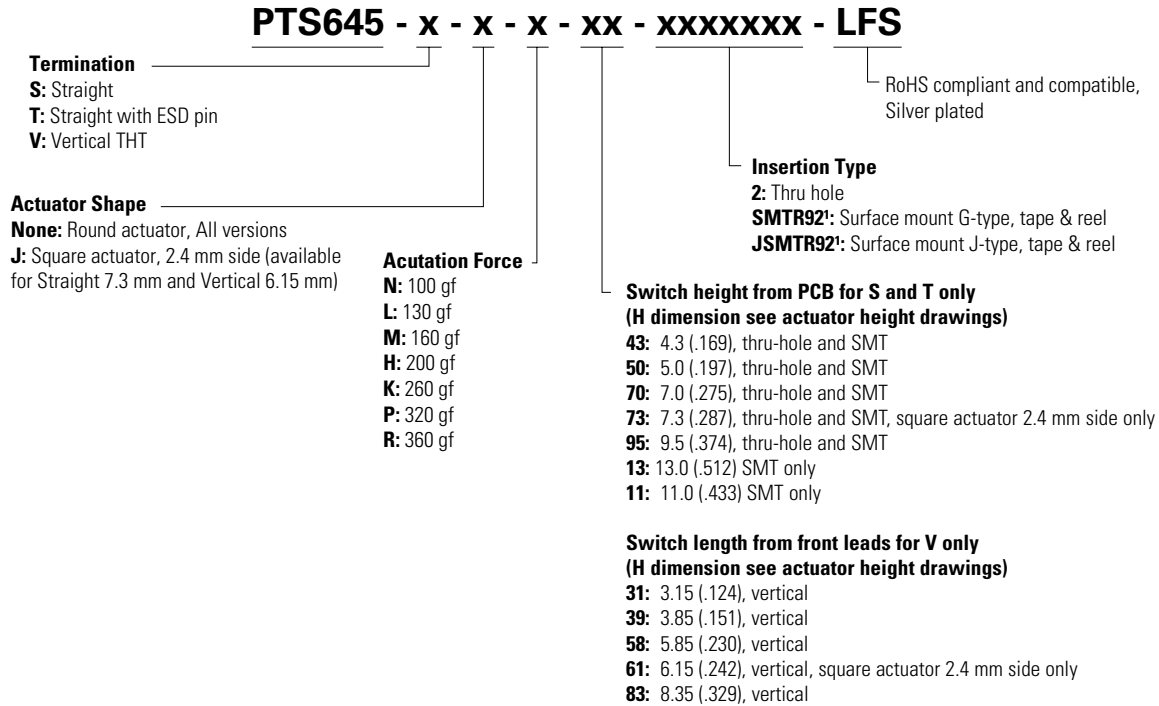 PTS645 - x - x - x - xx - xxxxxxx - LFS
Termination
S: Straight
T: Straight with ESD pin
V: Vertical THT
RoHS compliant and compatible,
Silver plated
Insertion Type
2: Thru hole
SMTR92¹: Surface mount G-type, tape & reel
JSMTR92¹: Surface mount J-type, tape & reel
Actuator Shape
None: Round actuator, All versions
J: Square actuator, 2.4 mm side (available
for Straight 7.3 mm and Vertical 6.15 mm)
Acutation Force
N: 100 gf
L: 130 gf
M: 160 gf
H: 200 gf
K: 260 gf
P: 320 gf
R: 360 gf
Switch height from PCB for S and T only
(H dimension see actuator height drawings)
43: 4.3 (.169), thru-hole and SMT
50: 5.0 (.197), thru-hole and SMT
70: 7.0 (.275), thru-hole and SMT
73: 7.3 (.287), thru-hole and SMT, square actuator 2.4 mm side only
95: 9.5 (.374), thru-hole and SMT
13: 13.0 (.512) SMT only
11: 11.0 (.433) SMT only
Switch length from front leads for V only
(H dimension see actuator height drawings)
31: 3.15 (.124), vertical
39: 3.85 (.151), vertical
58: 5.85 (.230), vertical
61: 6.15 (.242), vertical, square actuator 2.4 mm side only
83: 8.35 (.329), vertical